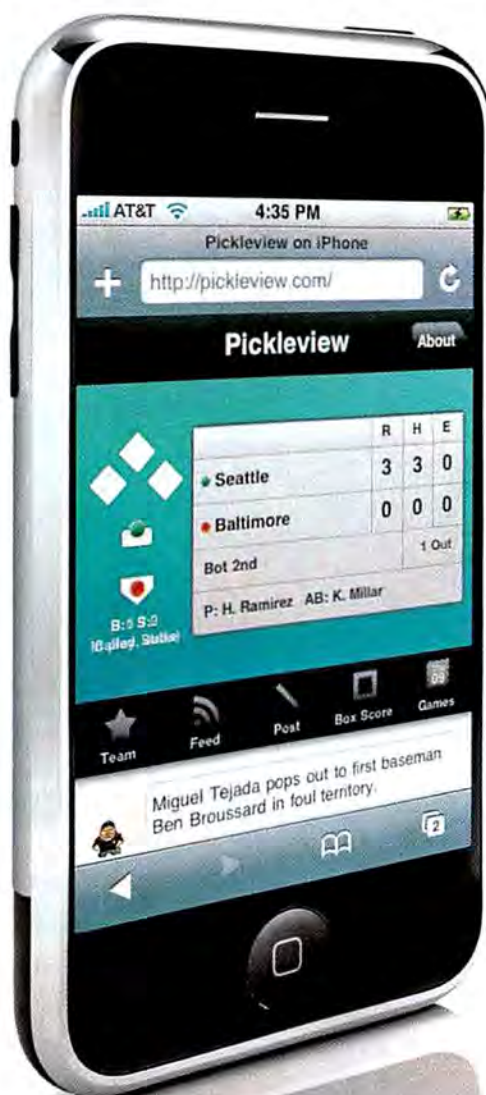 AT&T 4:35 PM
Pickleview on iPhone
http://pickleview.com/
Pickleview About
R H E
Seattle 3 3 0
Baltimore 0 0 0
Bot 2nd 1 Out
P: H. Ramirez AB: K. Millar
Team Feed Post Box Score Games
09
Miguel Tejada pops out to first baseman
Ben Broussard in foul territory.
2